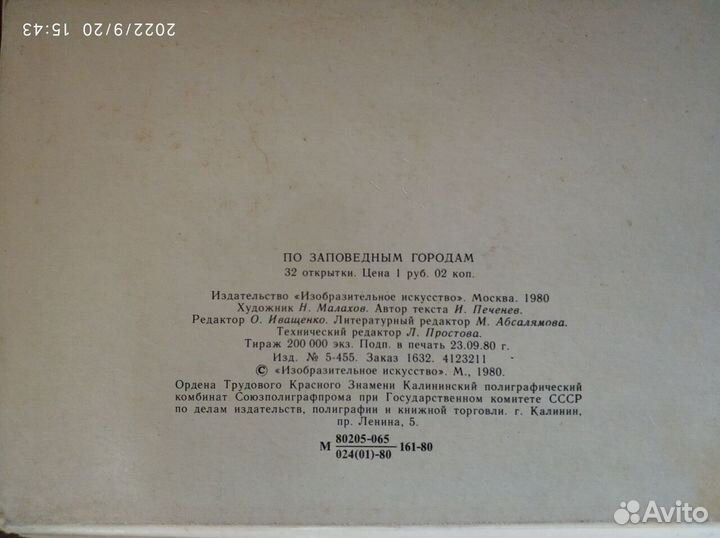 2022/9/20 15:43
ПО ЗАПОВЕДНЫМ ГОРОДАМ
32 открытки. Цена 1 руб. 02 коп.
Издательство «Изобразительное искусство». Москва. 1980
Художник Н. Малахов. Автор текста И. Печенев.
Редактор О. Иващенко. Литературный редактор М. Абсалямова.
Технический редактор Л. Простова.
Тираж 200 000 экз. Подп. в печать 23.09.80 г.
Изд. № 5-455. Заказ 1632. 4123211
© «Изобразительное искусство». М., 1980.
Ордена Трудового Красного Знамени Калининский полиграфический
комбинат Союзполиграфпрома при Государственном комитете СССР
по делам издательств, полиграфии и книжной торговли. г. Калинин,
пр. Ленина, 5.
М 80205-065 161-80
024(01)-80
Avito